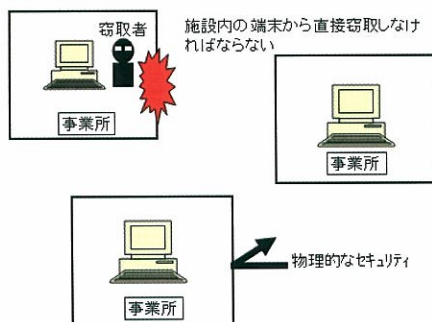 窃取者
施設内の端末から直接窃取しなけ
ればならない
事業所
事業所
物理的なセキュリティ
事業所